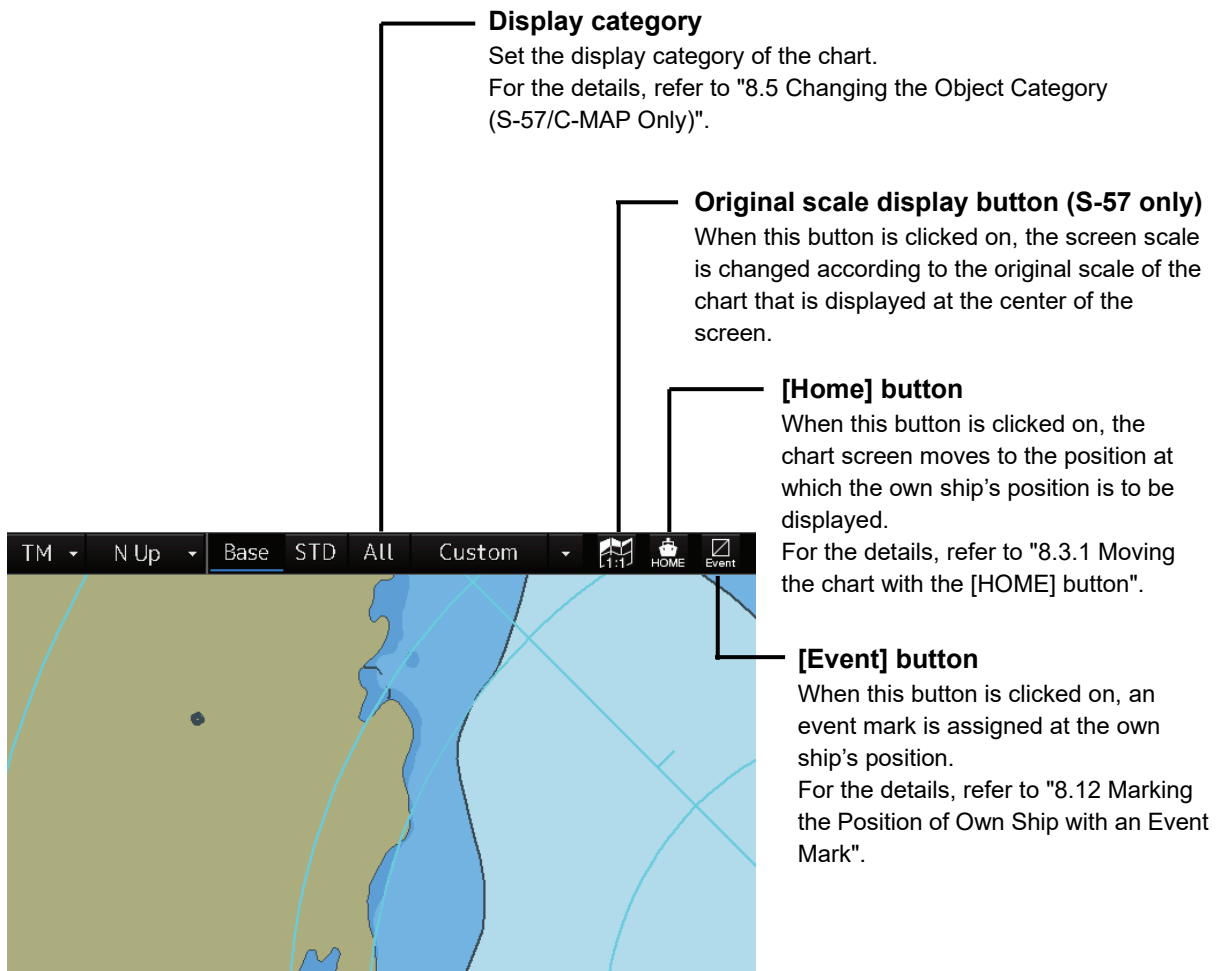 Display category
Set the display category of the chart.
For the details, refer to "8.5 Changing the Object Category
(S-57/C-MAP Only)".
Original scale display button (S-57 only)
When this button is clicked on, the screen scale
is changed according to the original scale of the
chart that is displayed at the center of the
screen.
[Home] button
When this button is clicked on, the
chart screen moves to the position at
which the own ship's position is to be
displayed.
For the details, refer to "8.3.1 Moving
the chart with the [HOME] button".
TM N Up Base STD All Custom 1:1 HOME Event
[Event] button
When this button is clicked on, an
event mark is assigned at the own
ship's position.
For the details, refer to "8.12 Marking
the Position of Own Ship with an Event
Mark".